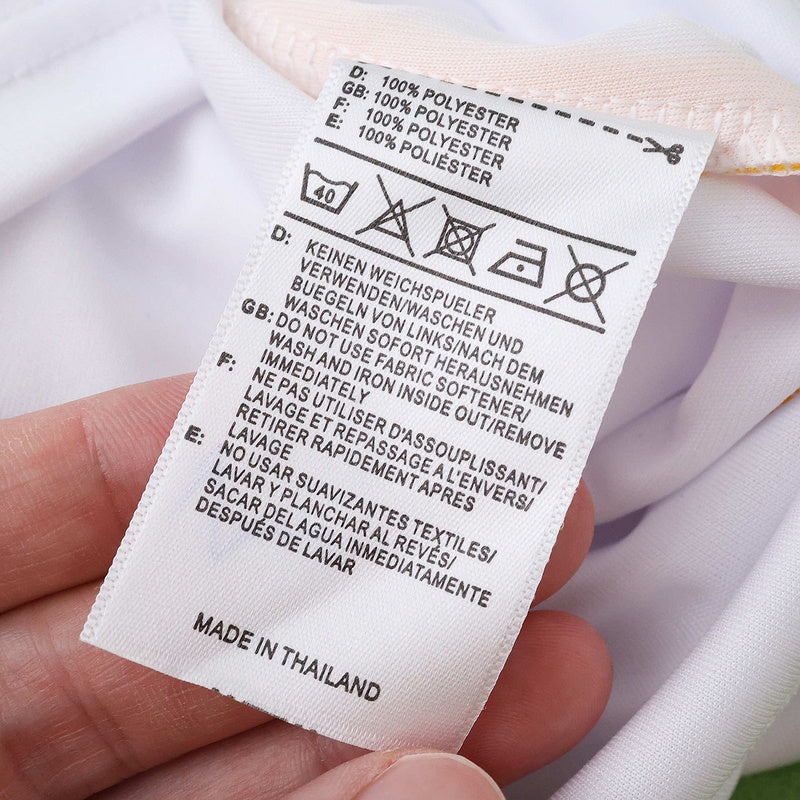 D: 100% POLYESTER
GB: 100% POLYESTER
F: 100% POLYESTER
E: 100% POLIÉSTER
40
D: KEINEN WEICHSPUELER
VERWENDEN/WASCHEN UND
BUEGELN VON LINKS/NACH DEM
WASCHEN SOFORT HERAUSNEHMEN
GB: DO NOT USE FABRIC SOFTENER/
WASH AND IRON INSIDE OUT/REMOVE
IMMEDIATELY
F: NE PAS UTILISER D'ASSOUPLISSANT/
LAVAGE ET REPASSAGE A L'ENVERS/
RETIRER RAPIDEMENT APRES
LAVAGE
E: NO USAR SUAVIZANTES TEXTILES/
LAVAR Y PLANCHAR AL REVÉS/
SACAR DEL AGUA INMEDIATAMENTE
DESPUÉS DE LAVAR
MADE IN THAILAND